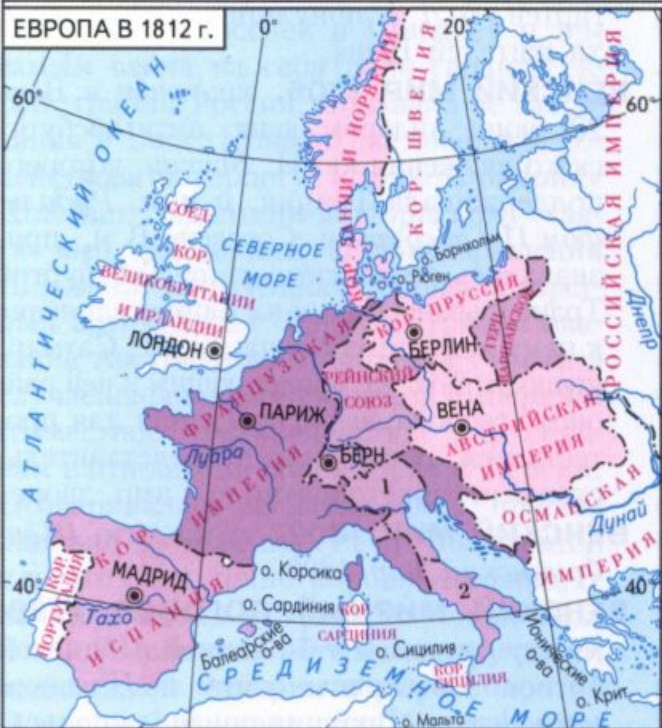 ЕВРОПА В 1812 г.
0°
20°
60°
60°
АТЛАНТИЧЕСКИЙ ОКЕАН
ДАНИИ И НОРВЕГИИ
КОР. ШВЕЦИЯ
РОССИЙСКАЯ ИМПЕРИЯ
СОЕД.
КОР.
ВЕЛИКОБРИТАНИИ
И ИРЛАНДИИ
ЛОНДОН
СЕВЕРНОЕ
МОРЕ
о. Борнхольм
о. Рюген
КОР. ПРУССИЯ
БЕРЛИН
Днепр
РЕЙНСКИЙ
СОЮЗ
ФРАНЦУЗСКАЯ
ИМПЕРИЯ
ПАРИЖ
Луара
БЕРН
ВЕНА
АВСТРИЙСКАЯ
ИМПЕРИЯ
1
ОСМАНСКАЯ
ИМПЕРИЯ
Дунай
КОР.
ИСПАНИЯ
МАДРИД
Тахо
КОР.
ПОРТУГАЛИЯ
40°
40°
о. Корсика
о. Сардиния
КОР.
САРДИНИЯ
2
Балеарские
о-ва
о. Сицилия
КОР.
СИЦИЛИЯ
Ионические
о-ва
о. Крит
о. Мальта
СРЕДИЗЕМНОЕ МОРЕ